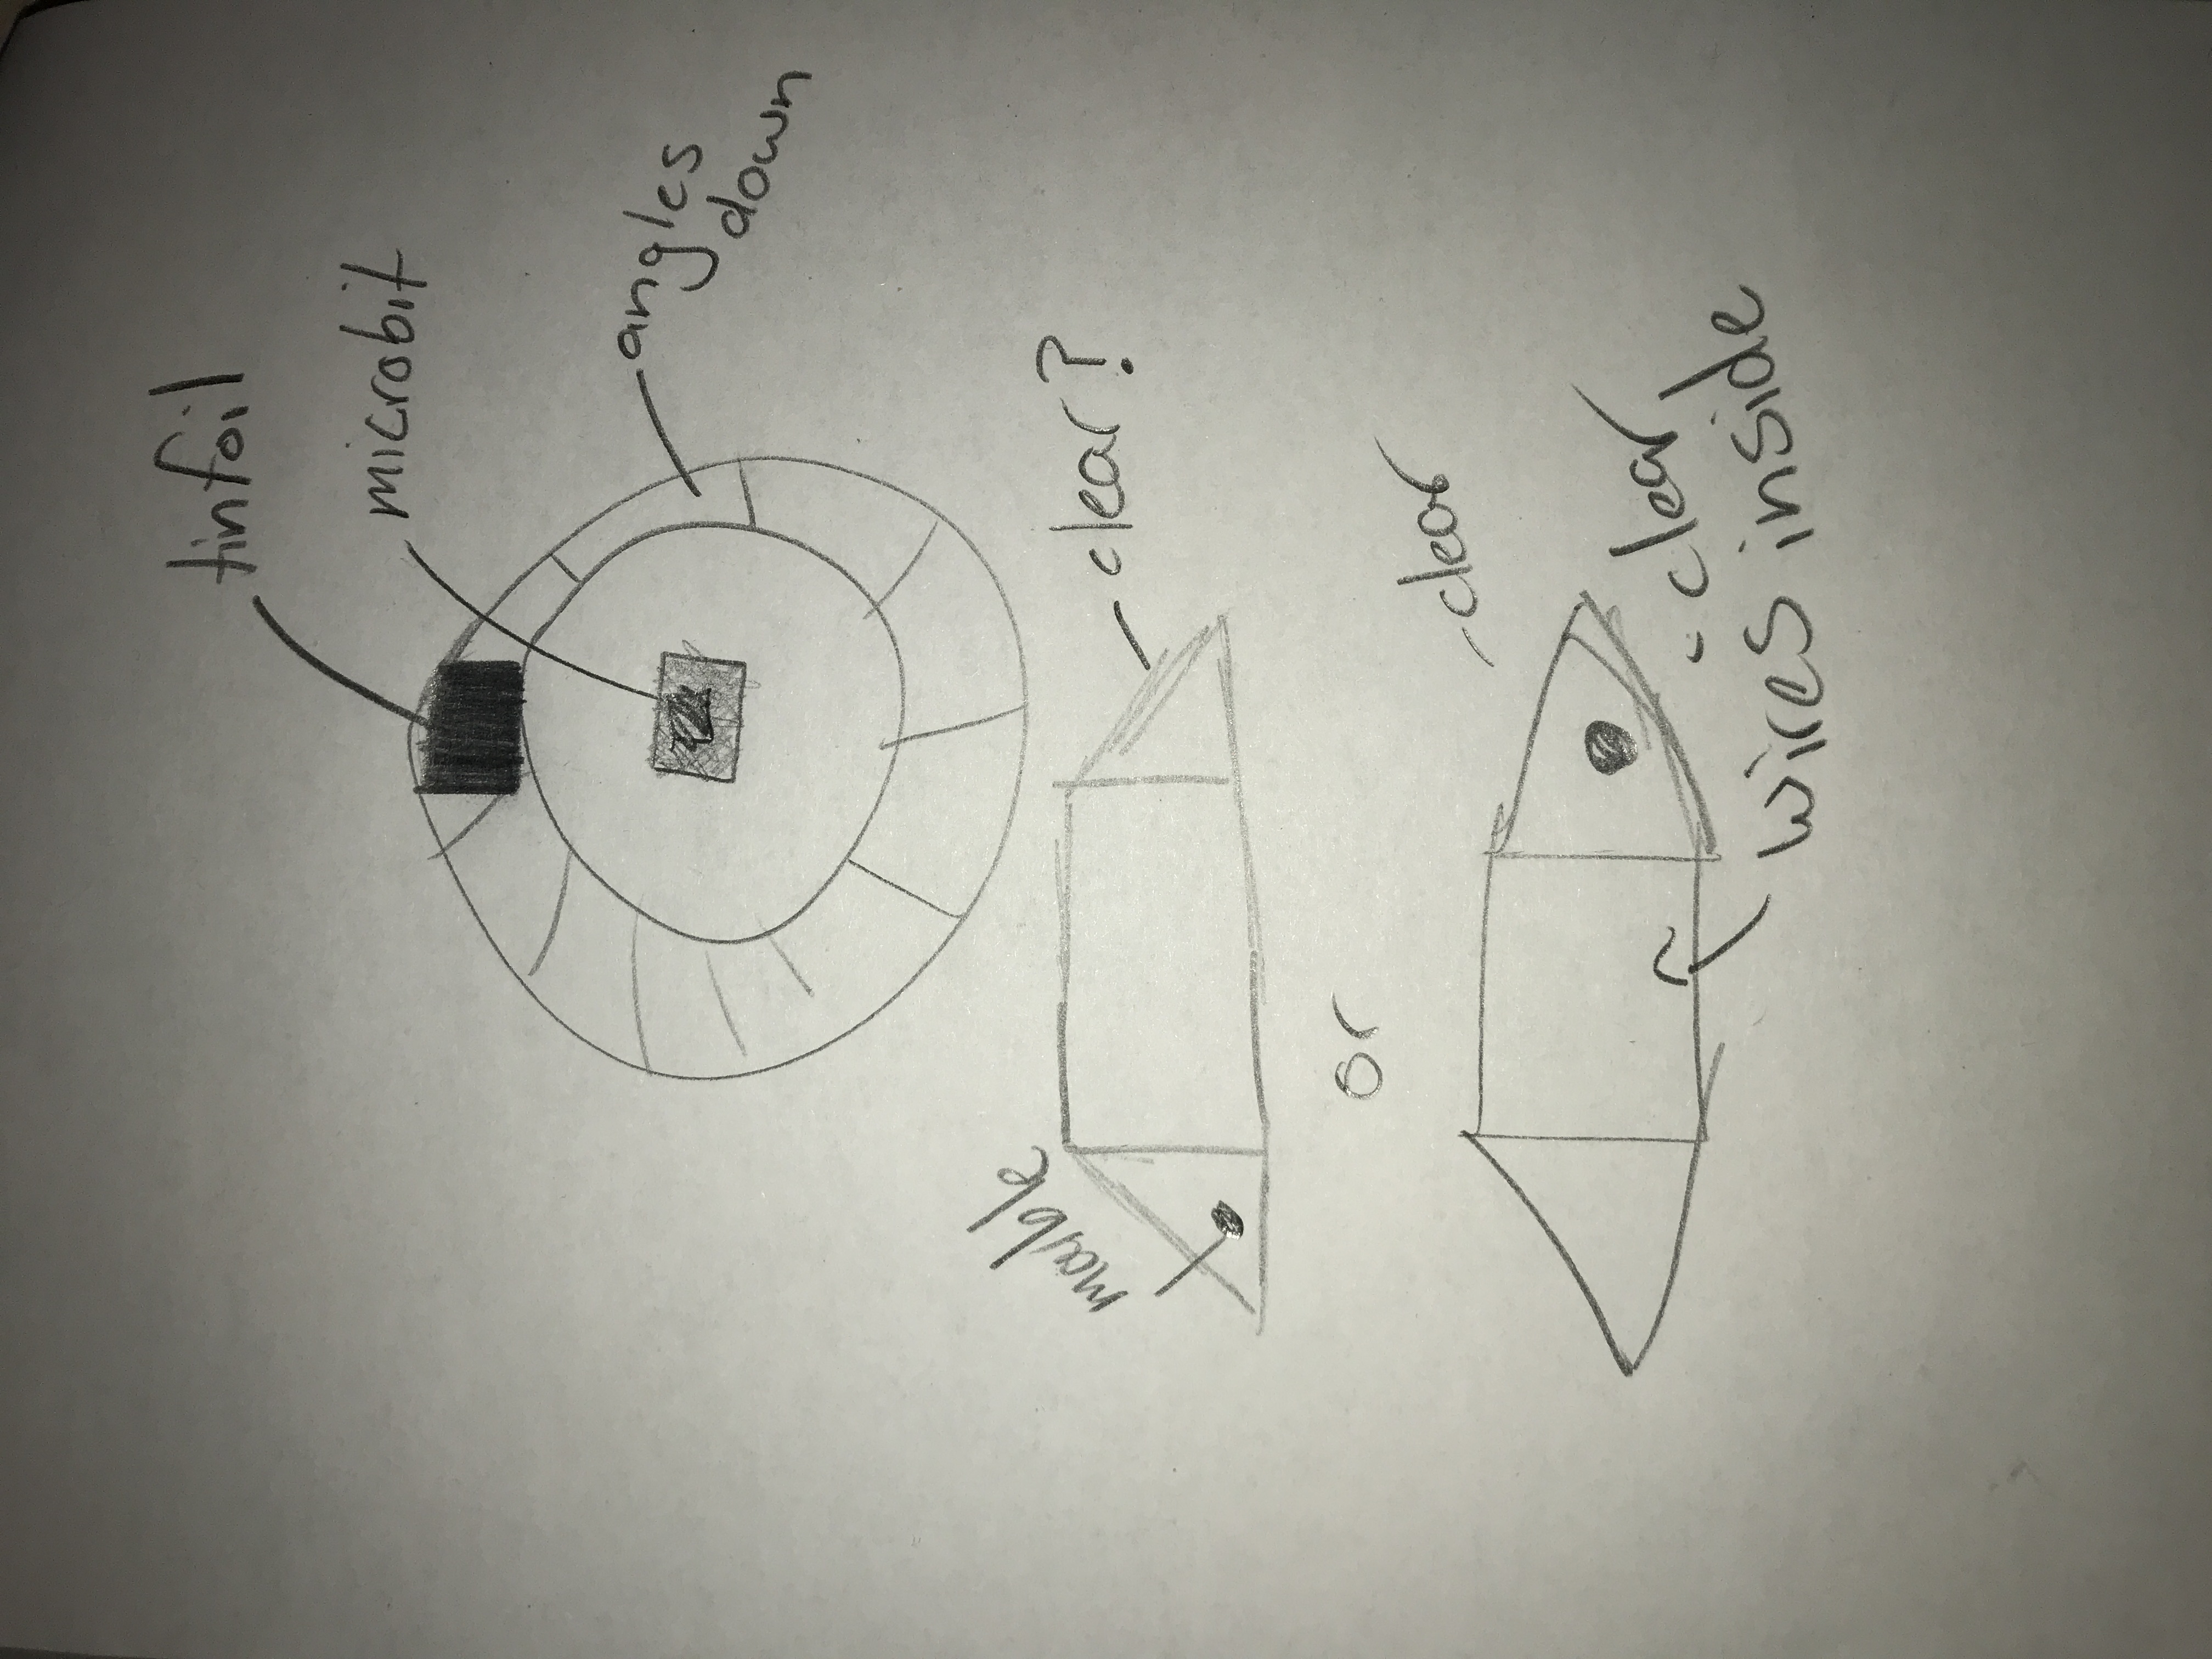 tinfoil
microbit
angles
down
marble
clear?
or
clear
clear
wires inside